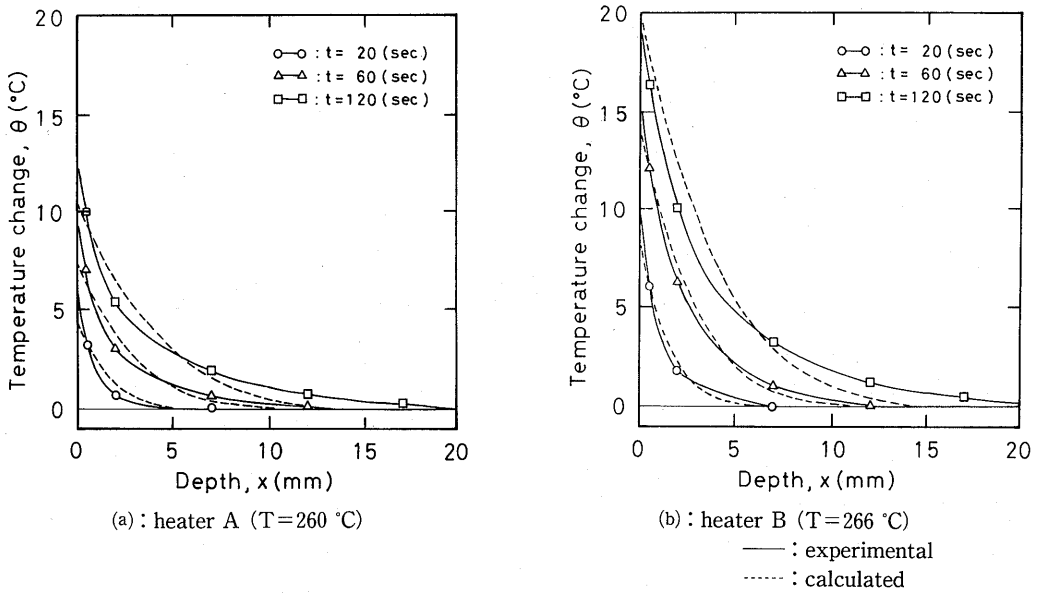 20
15
10
5
0
Temperature change, θ (°C)
: t = 20 (sec)
: t = 60 (sec)
: t = 120 (sec)
0 5 10 15 20
Depth, x (mm)
(a) : heater A (T=260 °C)
20
15
10
5
0
Temperature change, θ (°C)
: t = 20 (sec)
: t = 60 (sec)
: t = 120 (sec)
0 5 10 15 20
Depth, x (mm)
(b) : heater B (T=266 °C)
: experimental
: calculated